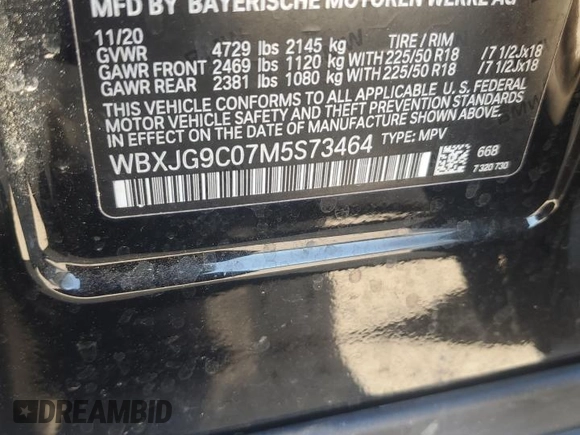 MFD BY BAYERISCHE MOTOREN WERKE AG
11/20
GVWR 4729 lbs 2145 kg TIRE / RIM
GAWR FRONT 2469 lbs 1120 kg WITH 225/50 R18 /7 1/2Jx18
GAWR REAR 2381 lbs 1080 kg WITH 225/50 R18 /7 1/2Jx18
THIS VEHICLE CONFORMS TO ALL APPLICABLE U. S. FEDERAL
MOTOR VEHICLE SAFETY AND THEFT PREVENTION STANDARDS
IN EFFECT ON THE DATE OF MANUFACTURE SHOWN ABOVE.
WBXJG9C07M5S73464 TYPE: MPV
668
7 320 730
DREAMBID